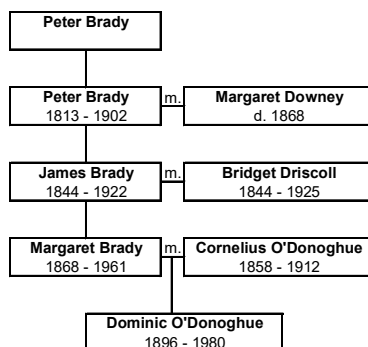 Peter Brady
Peter Brady
1813 - 1902
m.
Margaret Downey
d. 1868
James Brady
1844 - 1922
m.
Bridget Driscoll
1844 - 1925
Margaret Brady
1868 - 1961
m.
Cornelius O'Donoghue
1858 - 1912
Dominic O'Donoghue
1896 - 1980